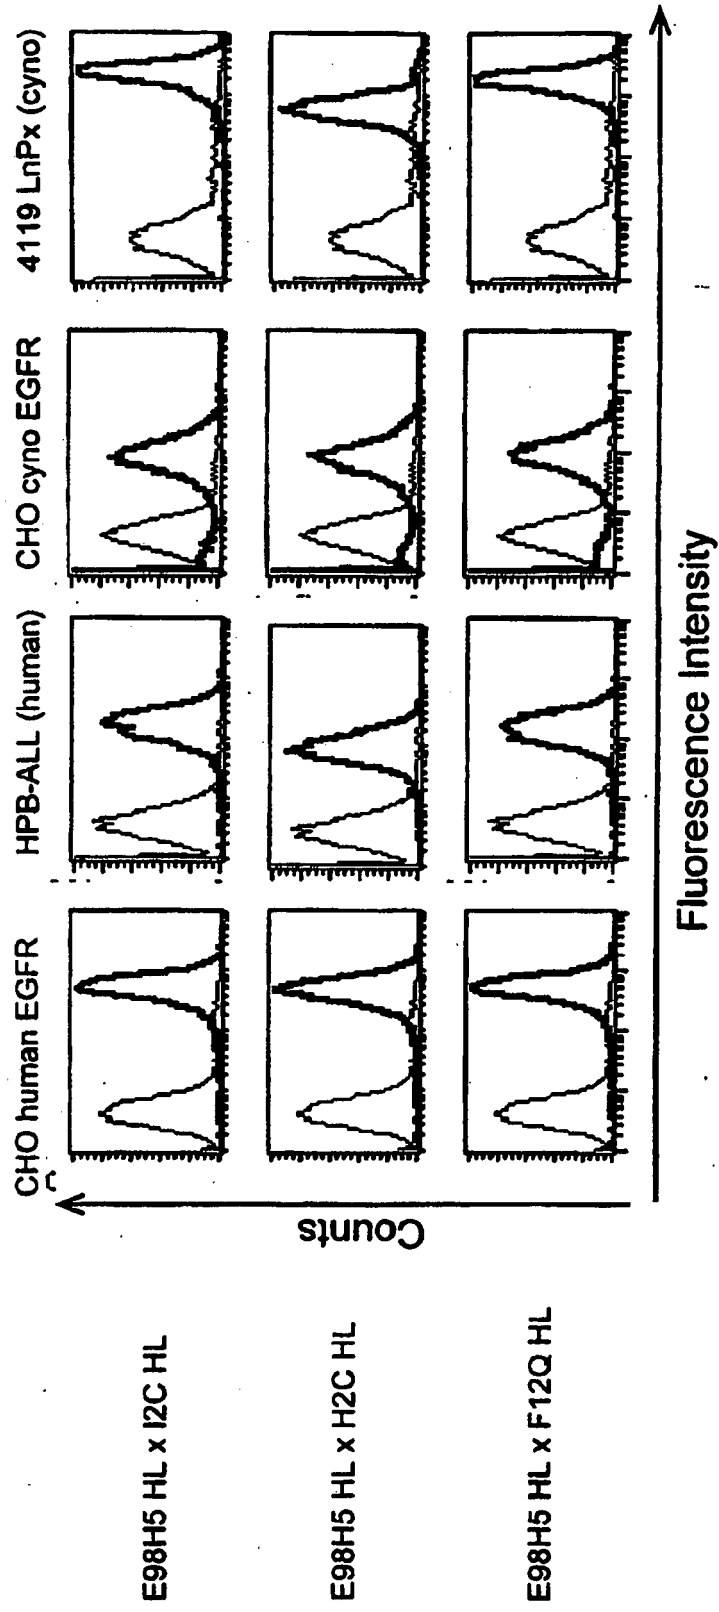 CHO human EGFR
HPB-ALL (human)
CHO cyno EGFR
4119 LnPx (cyno)
E98H5 HL x I2C HL
E98H5 HL x H2C HL
E98H5 HL x F12Q HL
Counts
Fluorescence Intensity